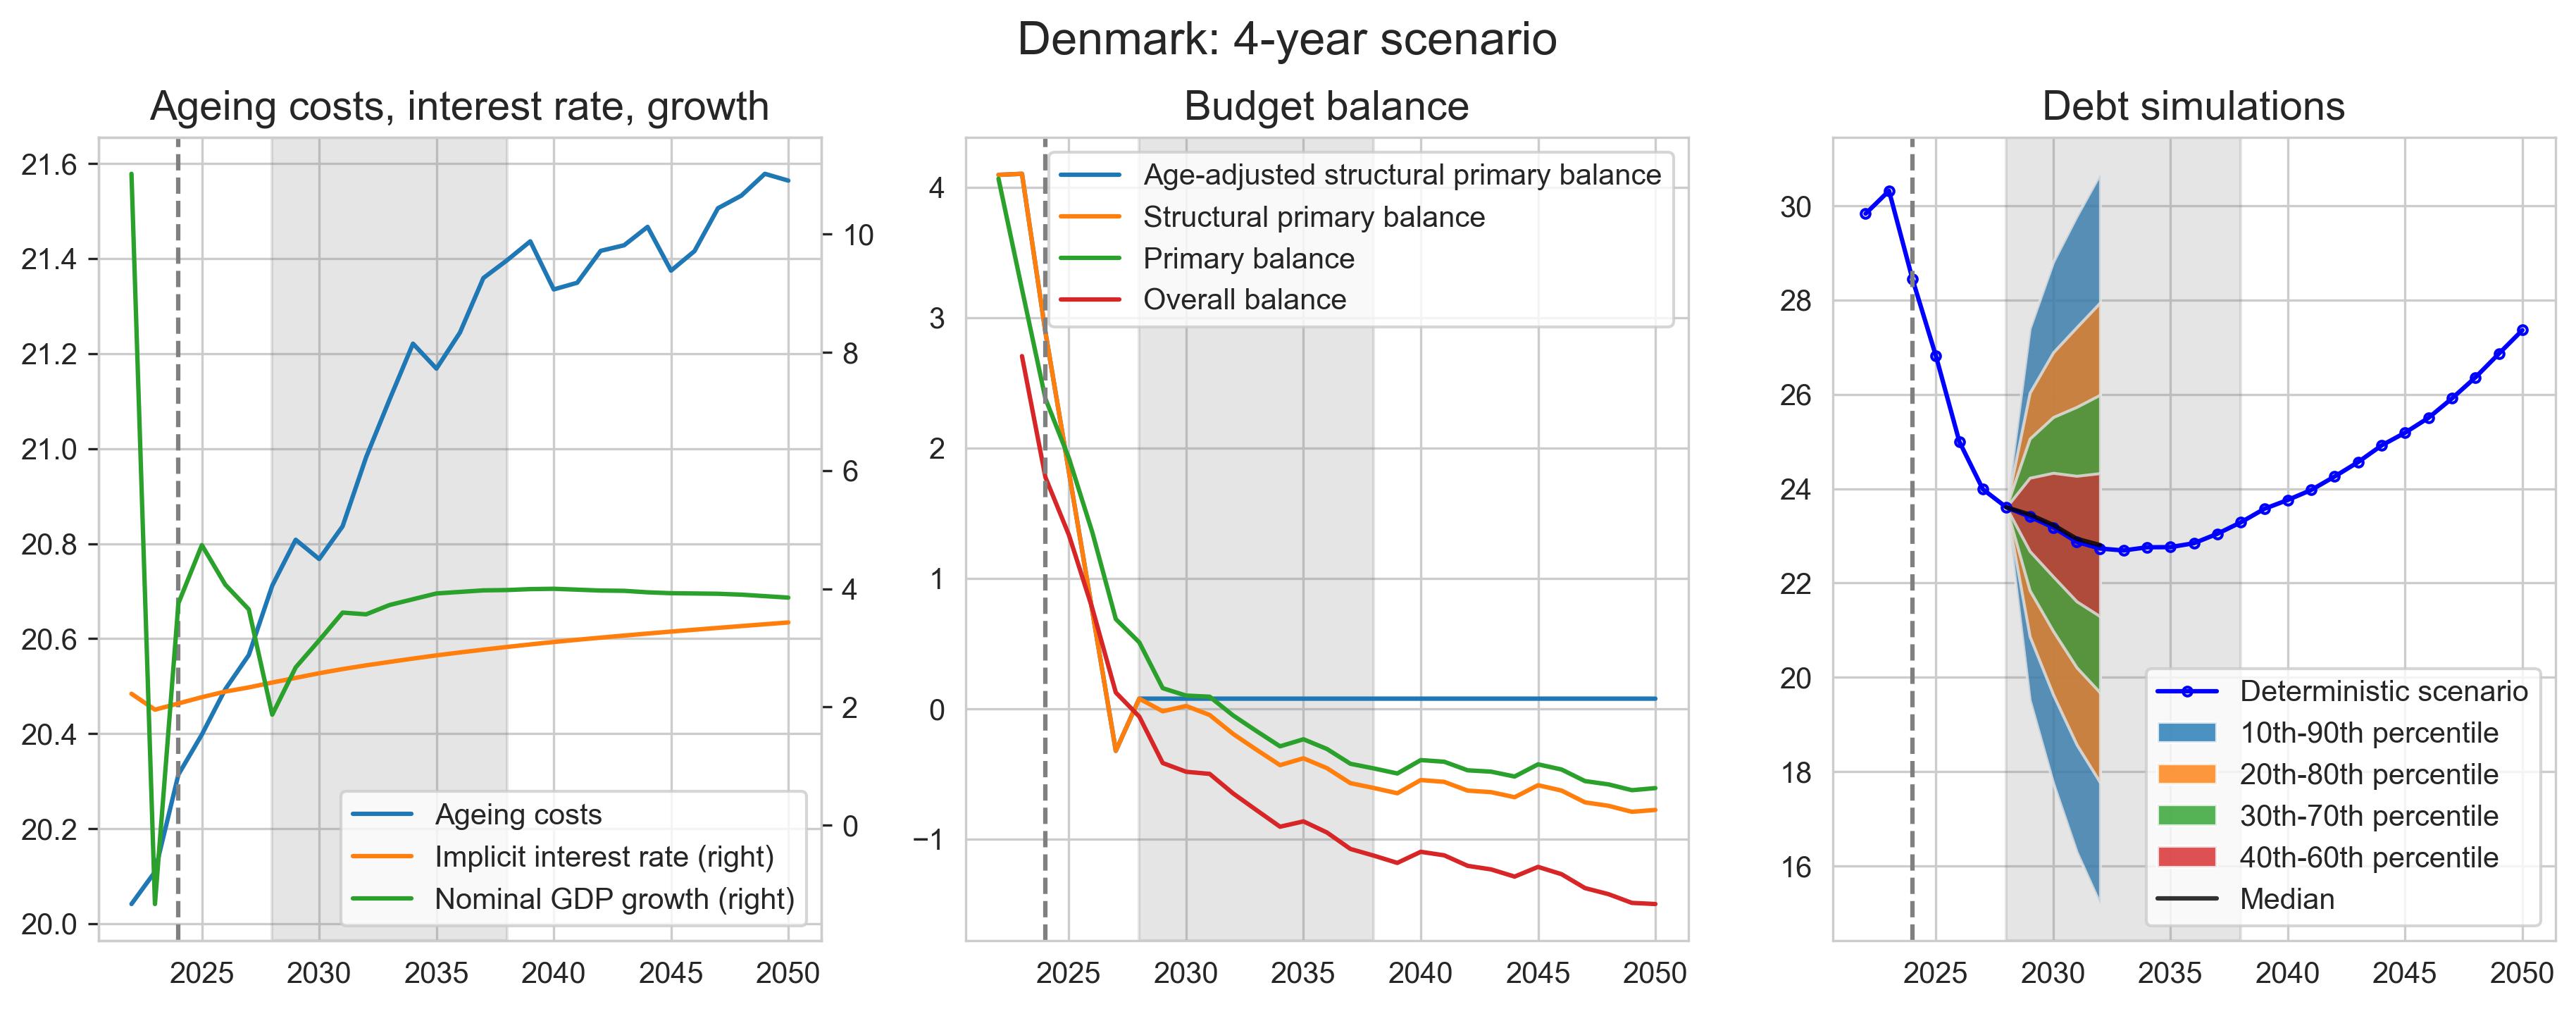 Denmark: 4-year scenario
Ageing costs, interest rate, growth
21.6
21.4
21.2
21.0
20.8
20.6
20.4
20.2
20.0
10
8
6
4
2
0
2025 2030 2035 2040 2045 2050
Ageing costs
Implicit interest rate (right)
Nominal GDP growth (right)
Budget balance
4
3
2
1
0
−1
2025 2030 2035 2040 2045 2050
Age-adjusted structural primary balance
Structural primary balance
Primary balance
Overall balance
Debt simulations
30
28
26
24
22
20
18
16
2025 2030 2035 2040 2045 2050
Deterministic scenario
10th-90th percentile
20th-80th percentile
30th-70th percentile
40th-60th percentile
Median